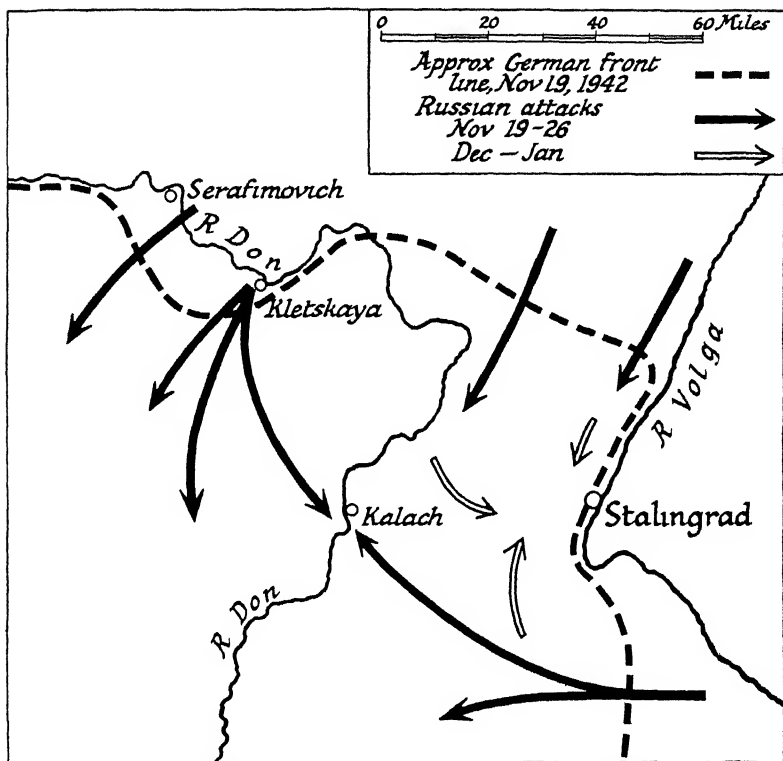 0 20 40 60 Miles
Approx German front
line, Nov 19, 1942
Russian attacks
Nov 19-26
Dec - Jan
Serafimovich
R Don
Kletskaya
R Volga
Kalach
Stalingrad
R Don